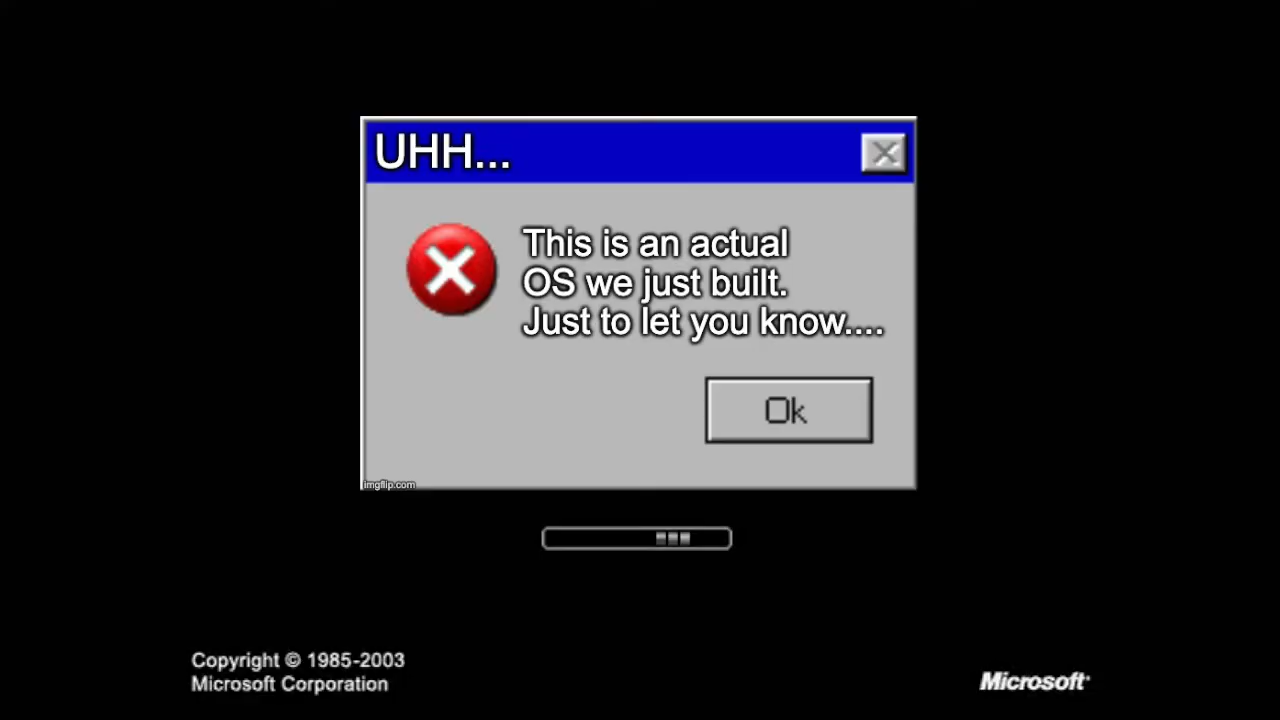 UHH...
This is an actual
OS we just built.
Just to let you know....
Ok
imgflip.com
Copyright © 1985-2003
Microsoft Corporation
Microsoft®